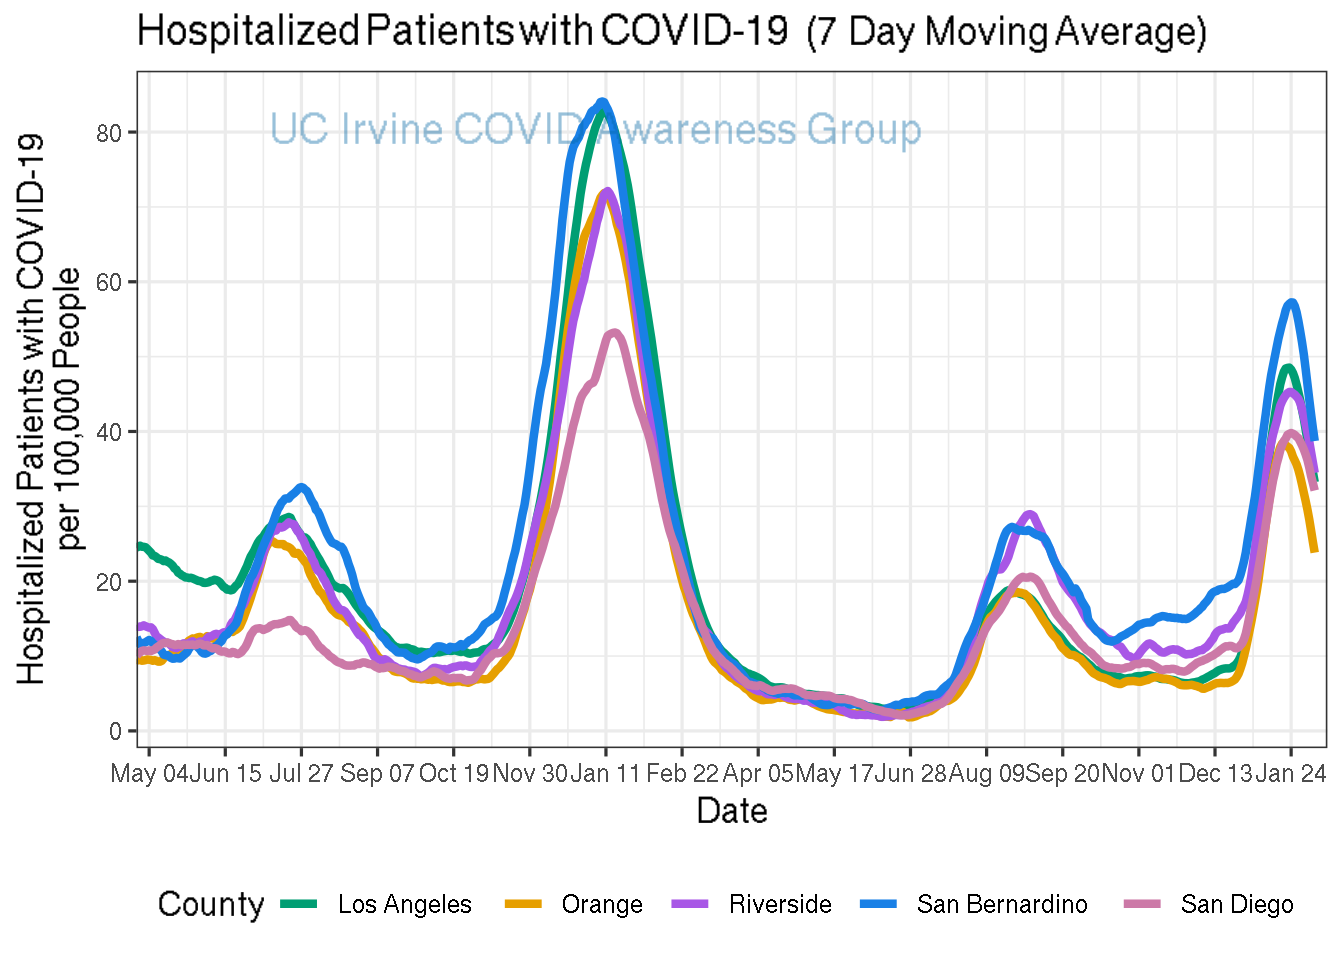 Hospitalized Patients with COVID-19 (7 Day Moving Average)
UC Irvine COVID Awareness Group
Hospitalized Patients with COVID-19
per 100,000 People
80
60
40
20
0
May 04 Jun 15 Jul 27 Sep 07 Oct 19 Nov 30 Jan 11 Feb 22 Apr 05 May 17 Jun 28 Aug 09 Sep 20 Nov 01 Dec 13 Jan 24
Date
County Los Angeles Orange Riverside San Bernardino San Diego